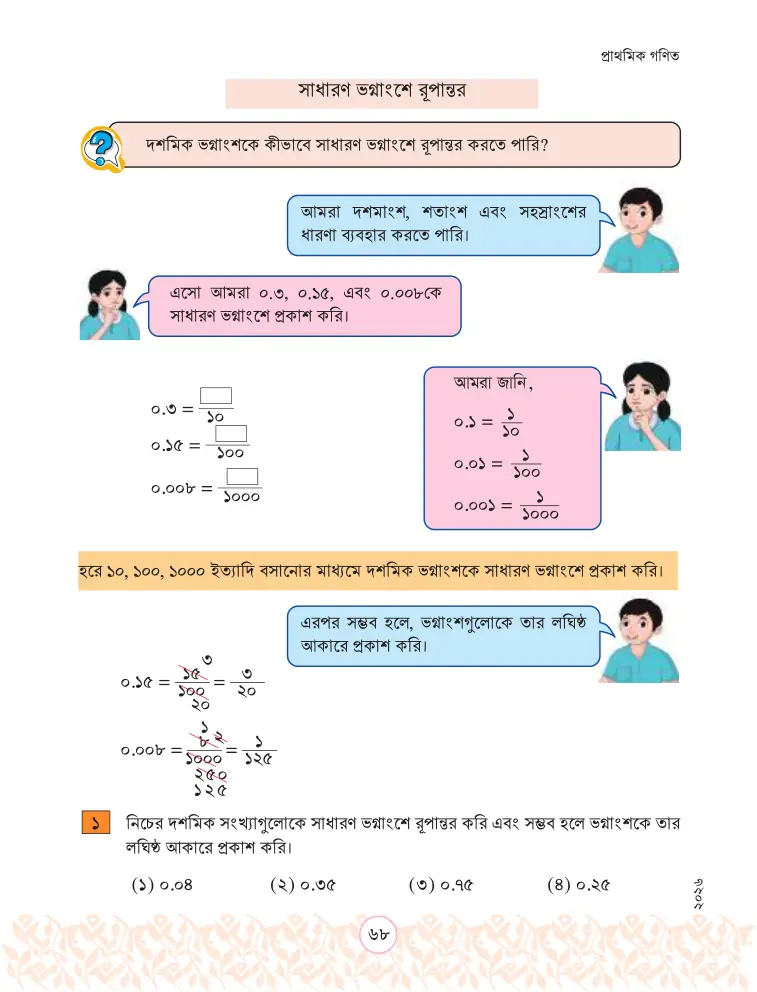 প্রাথমিক গণিত
সাধারণ ভগ্নাংশে রূপান্তর
দশমিক ভগ্নাংশকে কীভাবে সাধারণ ভগ্নাংশে রূপান্তর করতে পারি?
আমরা দশমাংশ, শতাংশ এবং সহস্রাংশের
ধারণা ব্যবহার করতে পারি।
এসো আমরা ০.৩, ০.১৫, এবং ০.০০৮কে
সাধারণ ভগ্নাংশে প্রকাশ করি।
০.৩ =
১০
০.১৫ =
১০০
০.০০৮ =
১০০০
আমরা জানি,
০.১ = ১/১০
০.০১ = ১/১০০
০.০০১ = ১/১০০০
হরে ১০, ১০০, ১০০০ ইত্যাদি বসানোর মাধ্যমে দশমিক ভগ্নাংশকে সাধারণ ভগ্নাংশে প্রকাশ করি।
এরপর সম্ভব হলে, ভগ্নাংশগুলোকে তার লঘিষ্ঠ
আকারে প্রকাশ করি।
৩
০.১৫ = ১৫/১০০ = ৩/২০
২০
১
২
০.০০৮ = ৮/১০০০ = ১/১২৫
২৫০
১২৫
১ নিচের দশমিক সংখ্যাগুলোকে সাধারণ ভগ্নাংশে রূপান্তর করি এবং সম্ভব হলে ভগ্নাংশকে তার
লঘিষ্ঠ আকারে প্রকাশ করি।
(১) ০.০৪ (২) ০.৩৫ (৩) ০.৭৫ (৪) ০.২৫
২০২৬
৬৮